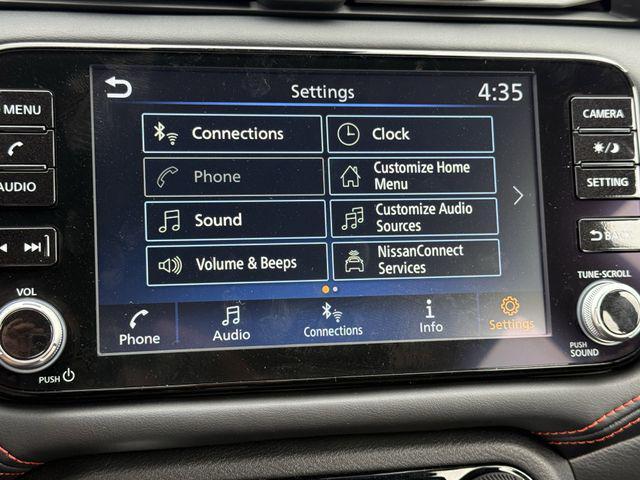 MENU
AUDIO
VOL
PUSH
Settings
4:35
Connections
Clock
Phone
Customize Home
Menu
Sound
Customize Audio
Sources
Volume & Beeps
NissanConnect
Services
Phone
Audio
Connections
Info
Settings
CAMERA
SETTING
BACK
TUNE·SCROLL
PUSH
SOUND